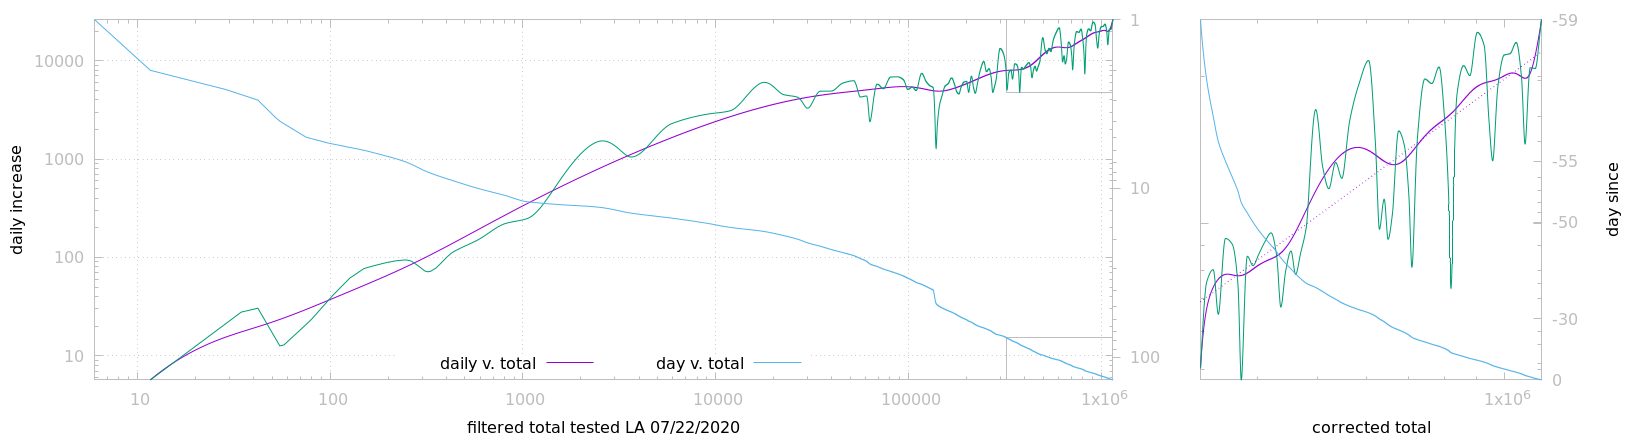 10000
1000
100
10
daily increase
1
10
100
daily v. total
day v. total
10
100
1000
10000
100000
1x10^6
filtered total tested LA 07/22/2020
-59
-55
-50
-30
0
day since
1x10^6
corrected total